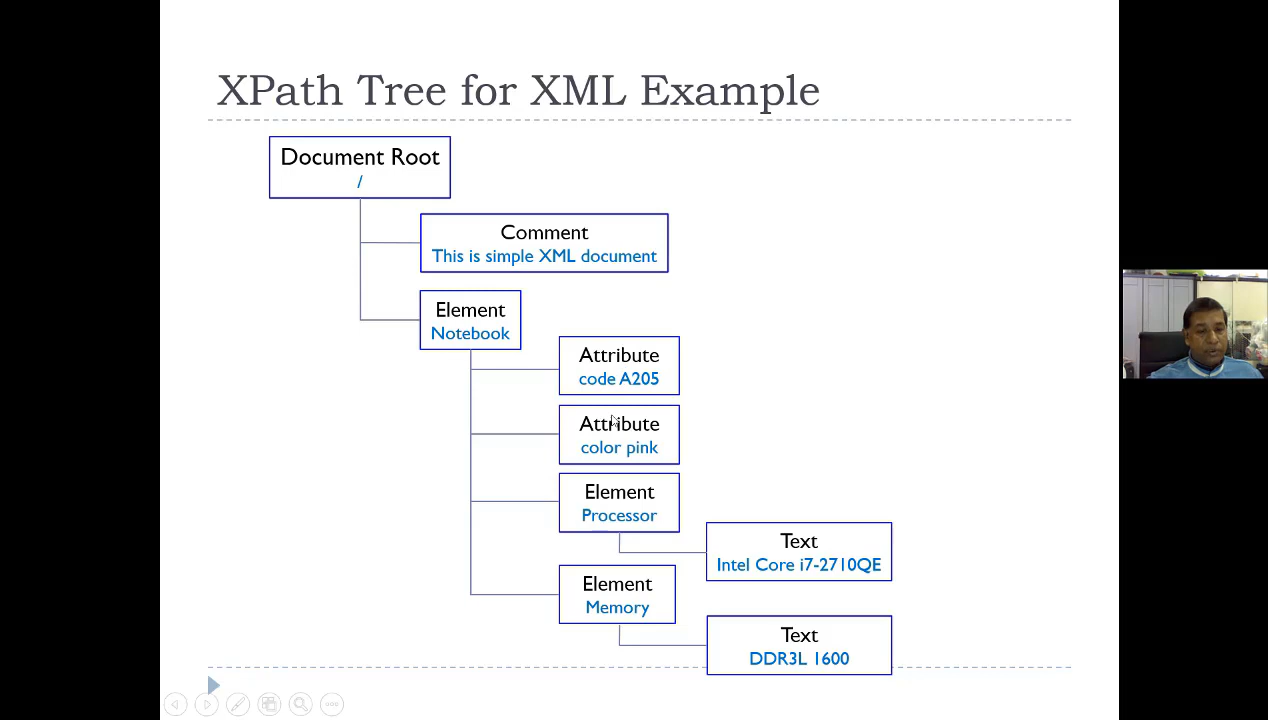 XPath Tree for XML Example
Document Root
/
Comment
This is simple XML document
Element
Notebook
Attribute
code A205
Attribute
color pink
Element
Processor
Text
Intel Core i7-2710QE
Element
Memory
Text
DDR3L 1600